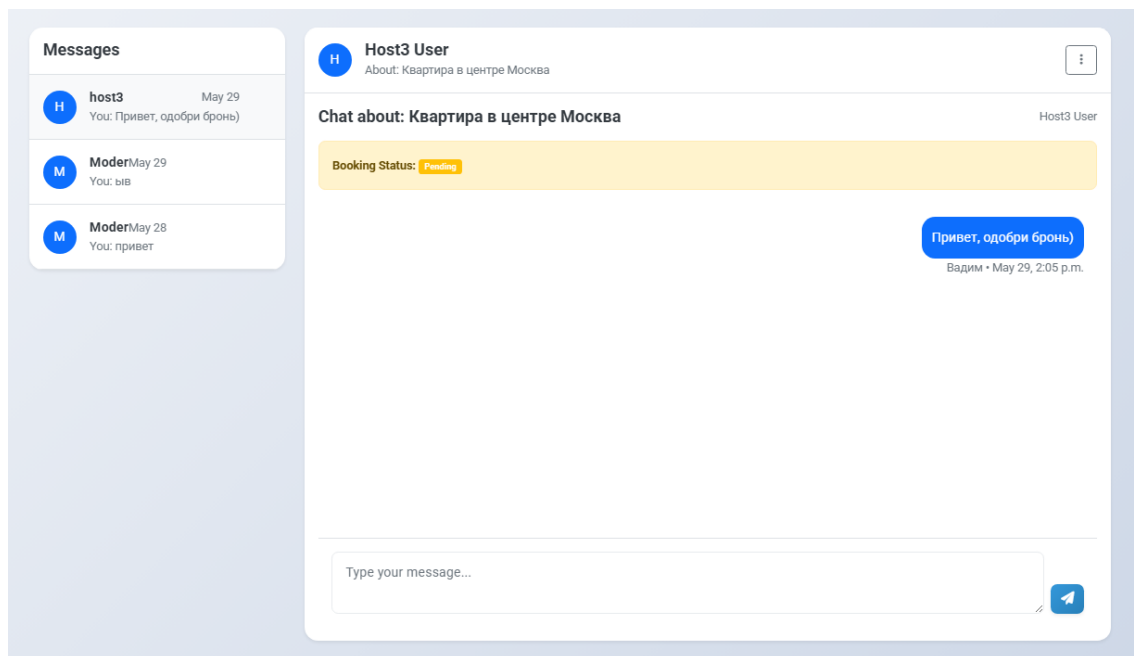 Messages
H
host3 May 29
You: Привет, одобри бронь)
M
Moder May 29
You: ыв
M
Moder May 28
You: привет
H
Host3 User
About: Квартира в центре Москва
Chat about: Квартира в центре Москва
Host3 User
Booking Status: Pending
Привет, одобри бронь)
Вадим • May 29, 2:05 p.m.
Type your message...